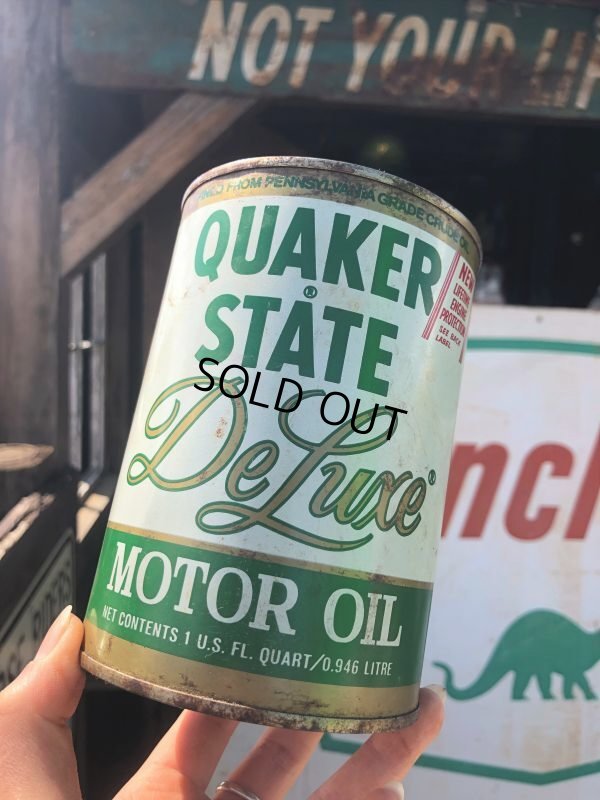 NOT YOUR
FROM PENNSYLVANIA GRADE CRUDE OIL
QUAKER
STATE
®
NEW
LIFETIME
ENGINE
PROTECTION
SEE BACK
LABEL
SOLD OUT
DeLuxe®
MOTOR OIL
NET CONTENTS 1 U.S. FL. QUART/0.946 LITRE